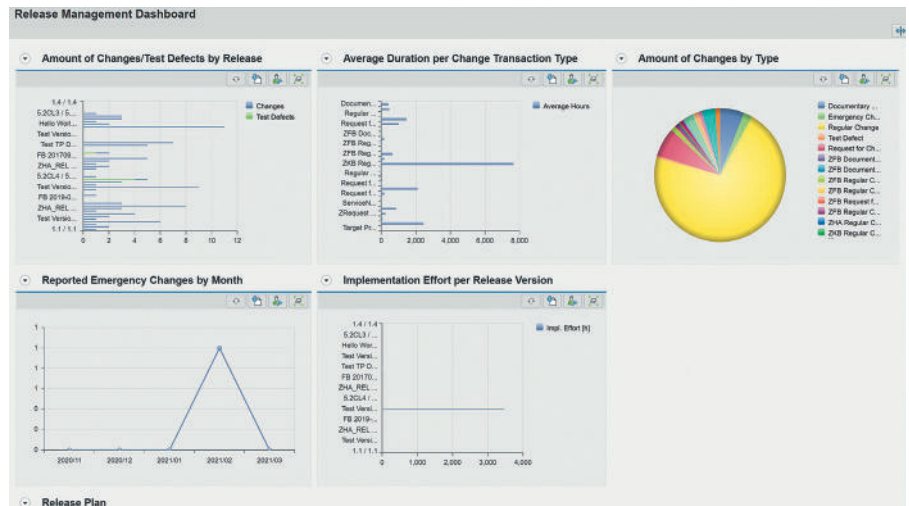 Release Management Dashboard
Amount of Changes/Test Defects by Release
1.4 / 1.4
5.2CL3 / 5....
Hello Worl...
Test Versio...
Test TP D...
FB 201709...
ZHA_REL ...
5.2CL4 / 5....
Test Versi...
FB 2019-0...
ZHA_REL ...
Test Versio...
1.1 / 1.1
0 2 4 6 8 10 12
Changes
Test Defects
Average Duration per Change Transaction Type
Documen...
Regular ...
Request f...
ZFB Doc...
ZFB Reg...
ZFB Reg...
ZKB Reg...
Regular ...
Request f...
Request f...
ServiceN...
ZRequest ...
Target Pr...
0 2,000 4,000 6,000 8,000
Average Hours
Amount of Changes by Type
Documentary ...
Emergency Ch...
Regular Change
Test Defect
Request for Ch...
ZFB Document...
ZFB Document...
ZFB Regular C...
ZFB Regular C...
ZFB Request f...
ZFB Regular C...
ZHA Regular C...
ZKB Regular C...
Reported Emergency Changes by Month
1
1
1
1
0
0
0
2020/11 2020/12 2021/01 2021/02 2021/03
Implementation Effort per Release Version
1.4 / 1.4
5.2CL3 / ...
Hello Wor...
Test Versi...
Test TP D...
FB 20170...
ZHA_REL ...
5.2CL4 / ...
Test Versi...
FB 2019-...
ZHA_REL ...
Test Versi...
1.1 / 1.1
0 1,000 2,000 3,000 4,000
Impl. Effort [h]
Release Plan